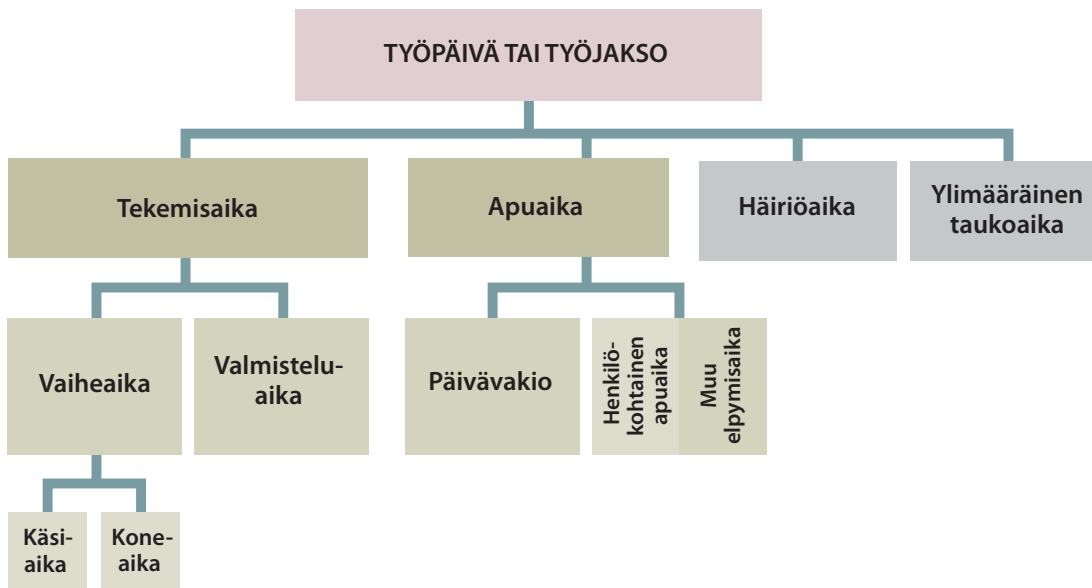 TYÖPÄIVÄ TAI TYÖJAKSO
Tekemisaika
Apuaika
Häiriöaika
Ylimääräinen
taukoaika
Vaiheaika
Valmistelu-
aika
Päivävakio
Henkilö-
kohtainen
apuaika
Muu
elpymisaika
Käsi-
aika
Kone-
aika